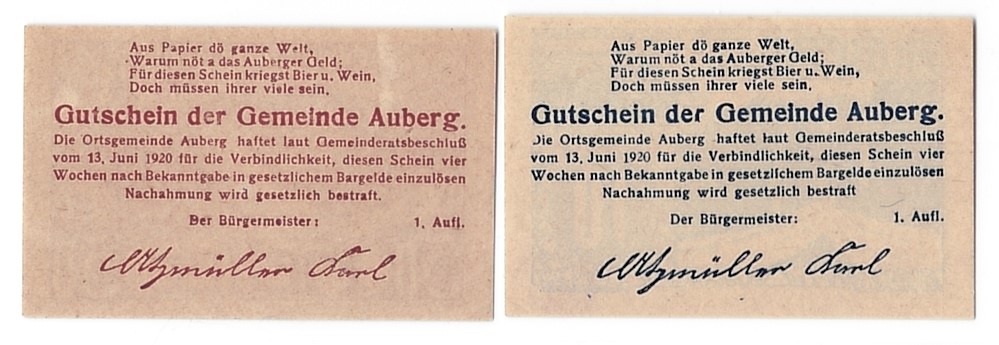 Aus Papier dö ganze Welt,
Warum nöt a das Auberger Geld;
Für diesen Schein kriegst Bier u. Wein,
Doch müssen ihrer viele sein.
Gutschein der Gemeinde Auberg.
Die Ortsgemeinde Auberg haftet laut Gemeinderatsbeschluß
vom 13. Juni 1920 für die Verbindlichkeit, diesen Schein vier
Wochen nach Bekanntgabe in gesetzlichem Bargelde einzulösen
Nachahmung wird gesetzlich bestraft.
Der Bürgermeister: 1. Aufl.
Atzmüller Karl
Aus Papier dö ganze Welt,
Warum nöt a das Auberger Geld;
Für diesen Schein kriegst Bier u. Wein,
Doch müssen ihrer viele sein.
Gutschein der Gemeinde Auberg.
Die Ortsgemeinde Auberg haftet laut Gemeinderatsbeschluß
vom 13. Juni 1920 für die Verbindlichkeit, diesen Schein vier
Wochen nach Bekanntgabe in gesetzlichem Bargelde einzulösen
Nachahmung wird gesetzlich bestraft
Der Bürgermeister: 1. Aufl.
Atzmüller Karl